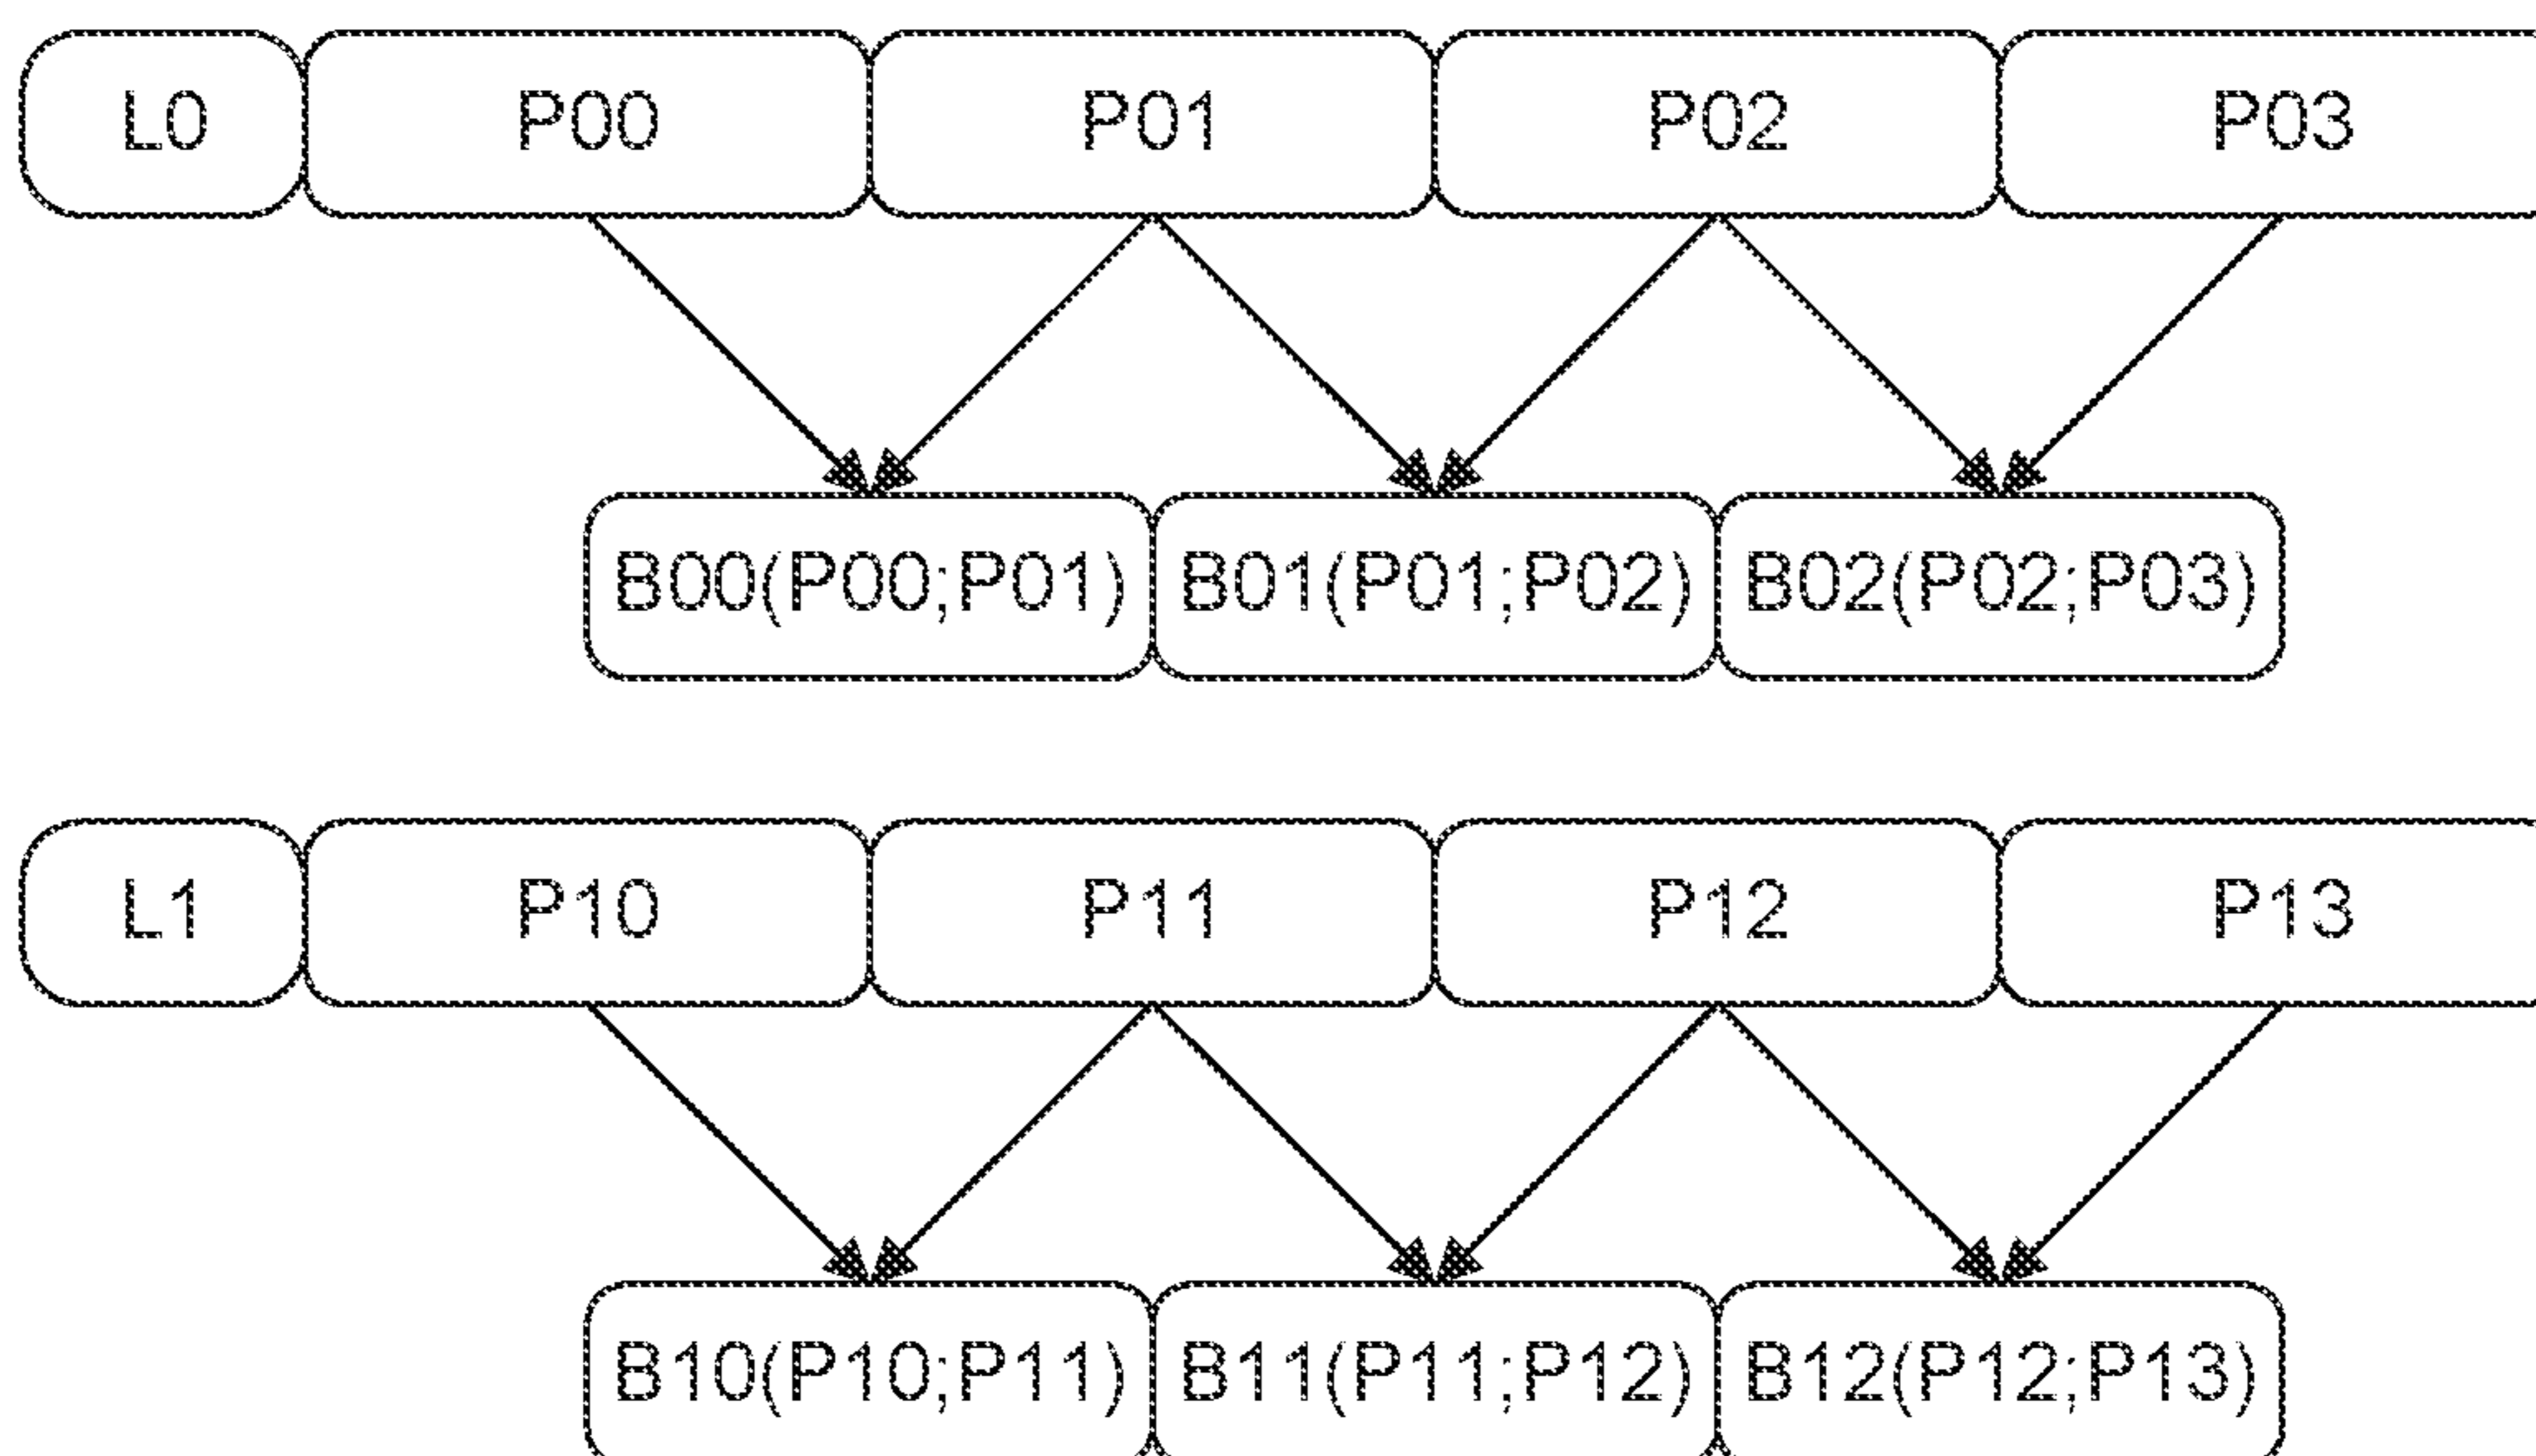 L0 P00 P01 P02 P03
B00(P00;P01) B01(P01;P02) B02(P02;P03)
L1 P10 P11 P12 P13
B10(P10;P11) B11(P11;P12) B12(P12;P13)